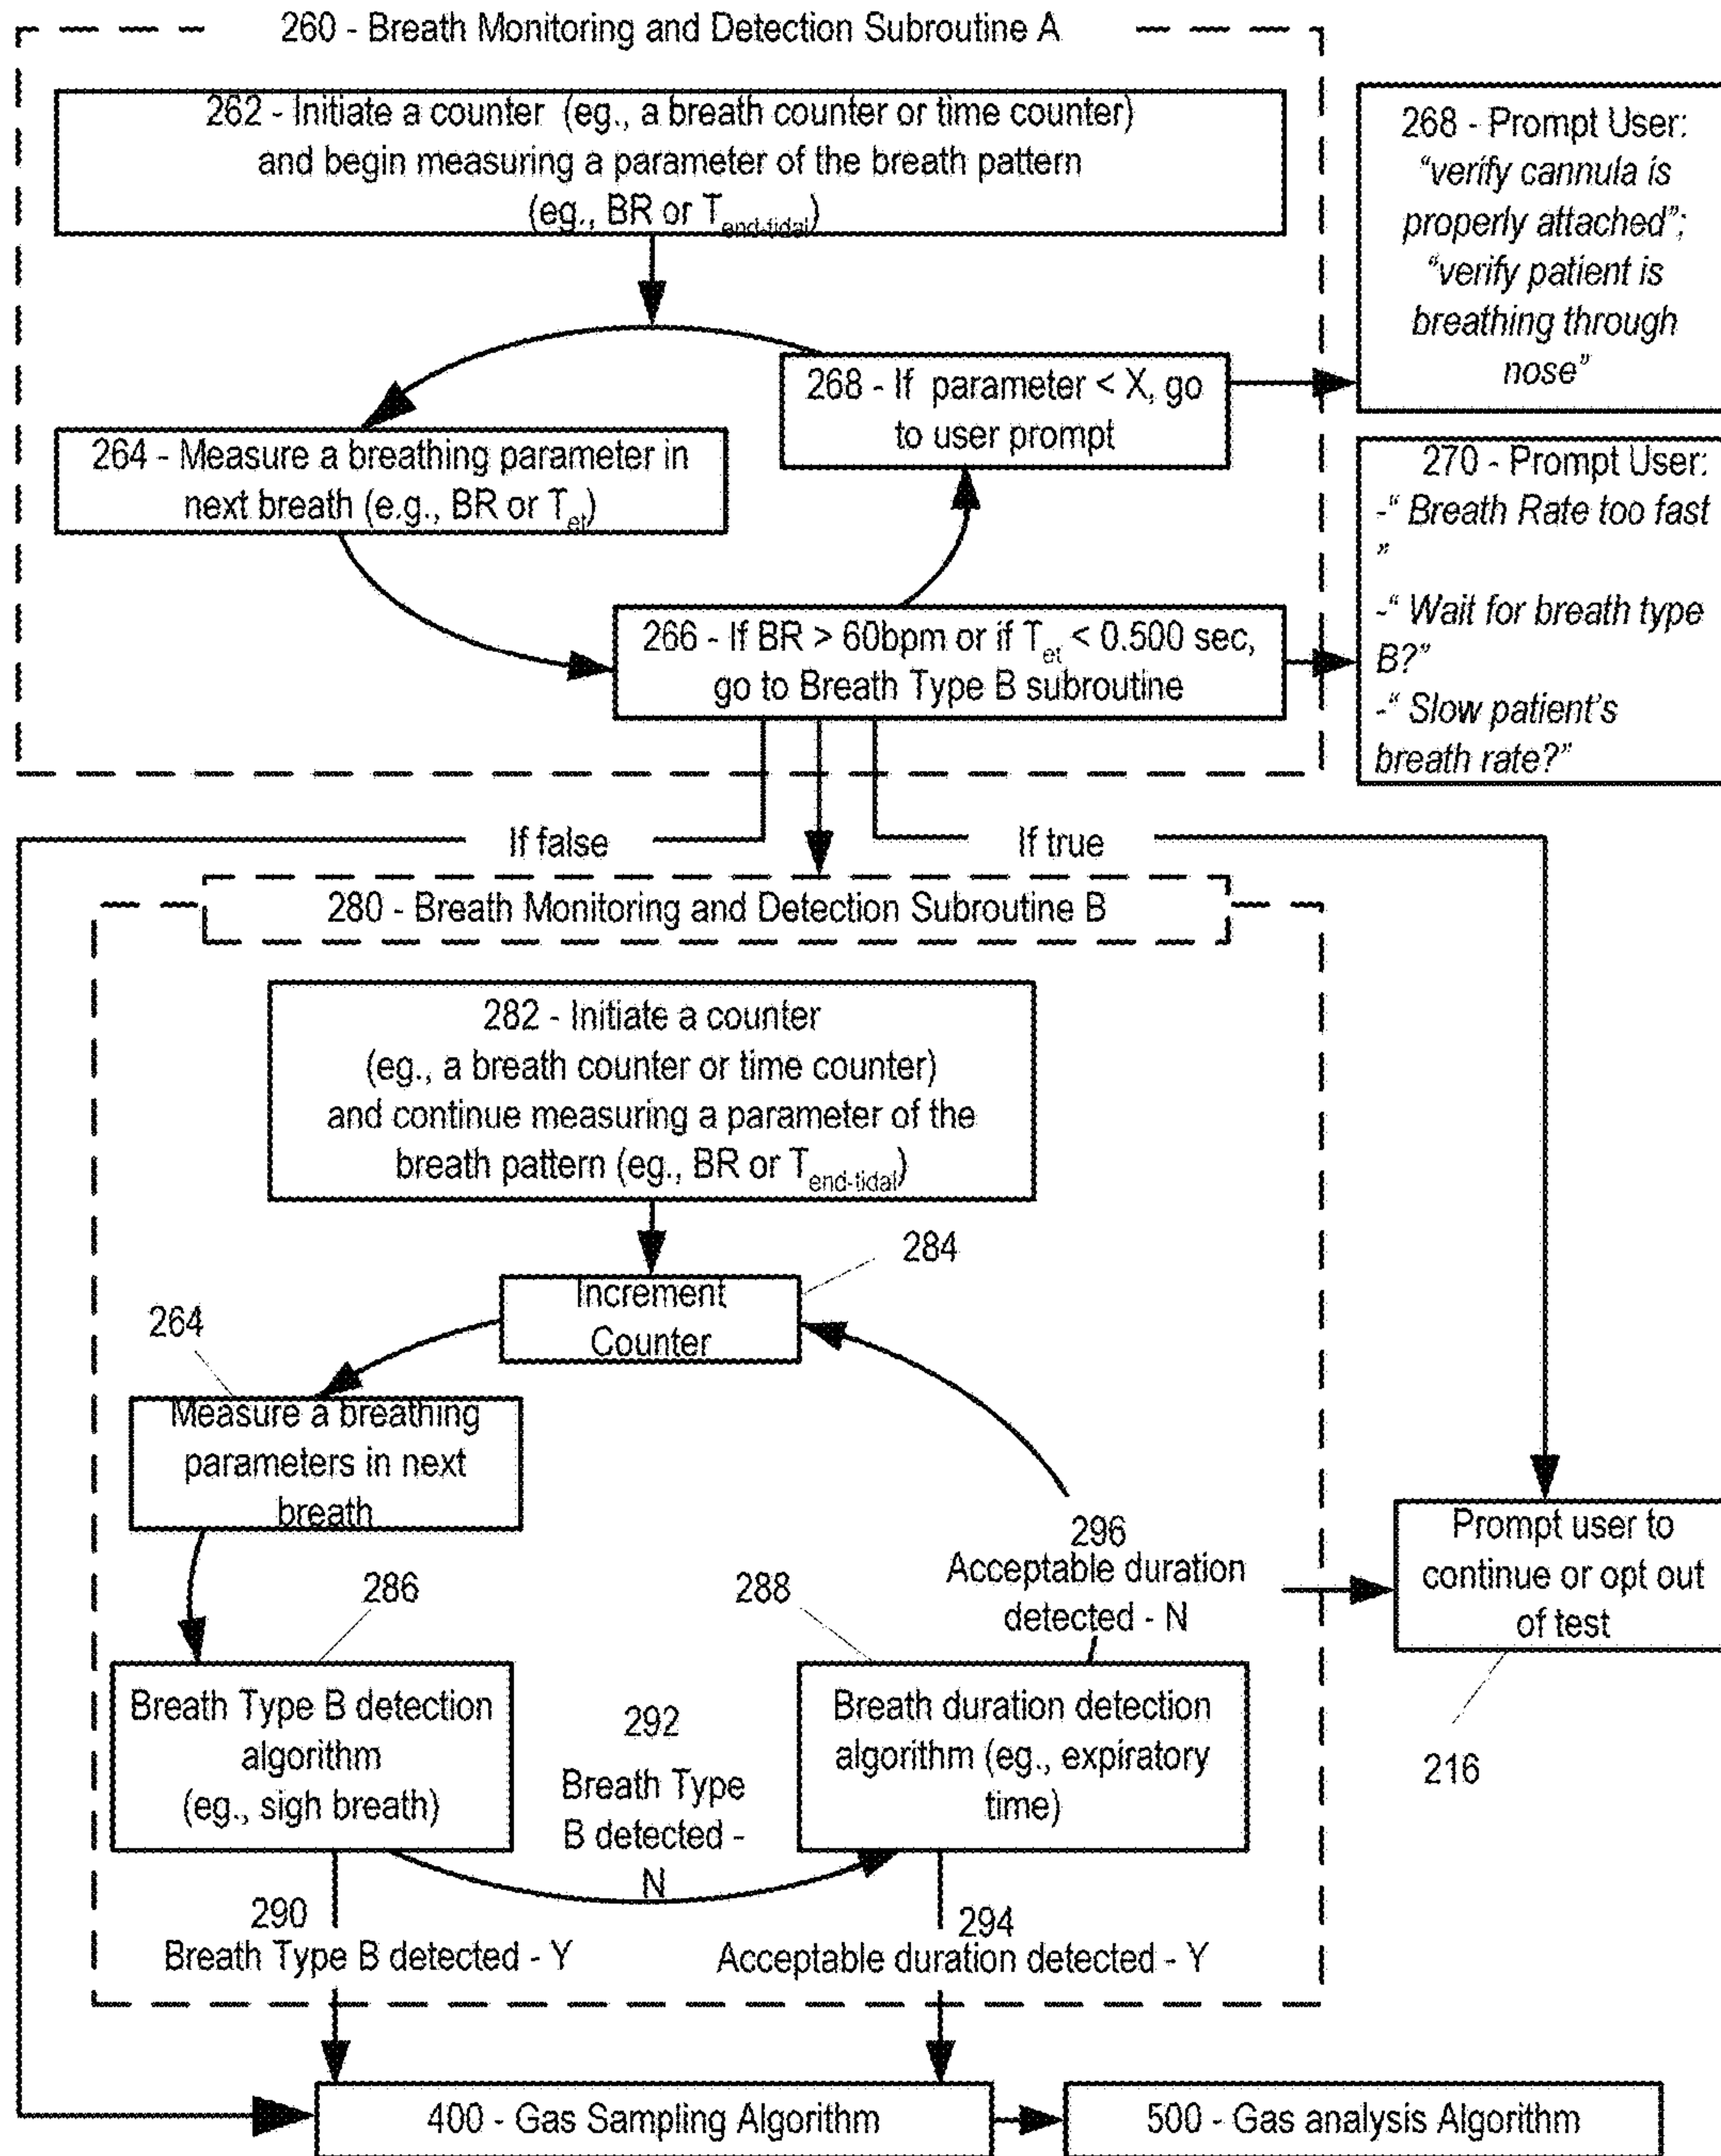 260 - Breath Monitoring and Detection Subroutine A
262 - Initiate a counter (eg., a breath counter or time counter)
and begin measuring a parameter of the breath pattern
(eg., BR or Tend-tidal)
268 - Prompt User:
“verify cannula is
properly attached”;
“verify patient is
breathing through
nose”
268 - If parameter < X, go
to user prompt
264 - Measure a breathing parameter in
next breath (e.g., BR or Tet)
270 - Prompt User:
-“ Breath Rate too fast
”
-“ Wait for breath type
B?”
-“ Slow patient’s
breath rate?”
266 - If BR > 60bpm or if Tet < 0.500 sec,
go to Breath Type B subroutine
If false
If true
280 - Breath Monitoring and Detection Subroutine B
282 - Initiate a counter
(eg., a breath counter or time counter)
and continue measuring a parameter of the
breath pattern (eg., BR or Tend-tidal)
284
Increment
Counter
264
Measure a breathing
parameters in next
breath
296
Acceptable duration
detected - N
Prompt user to
continue or opt out
of test
216
286
288
Breath Type B detection
algorithm
(eg., sigh breath)
292
Breath Type
B detected -
N
Breath duration detection
algorithm (eg., expiratory
time)
290
Breath Type B detected - Y
294
Acceptable duration detected - Y
400 - Gas Sampling Algorithm
500 - Gas analysis Algorithm